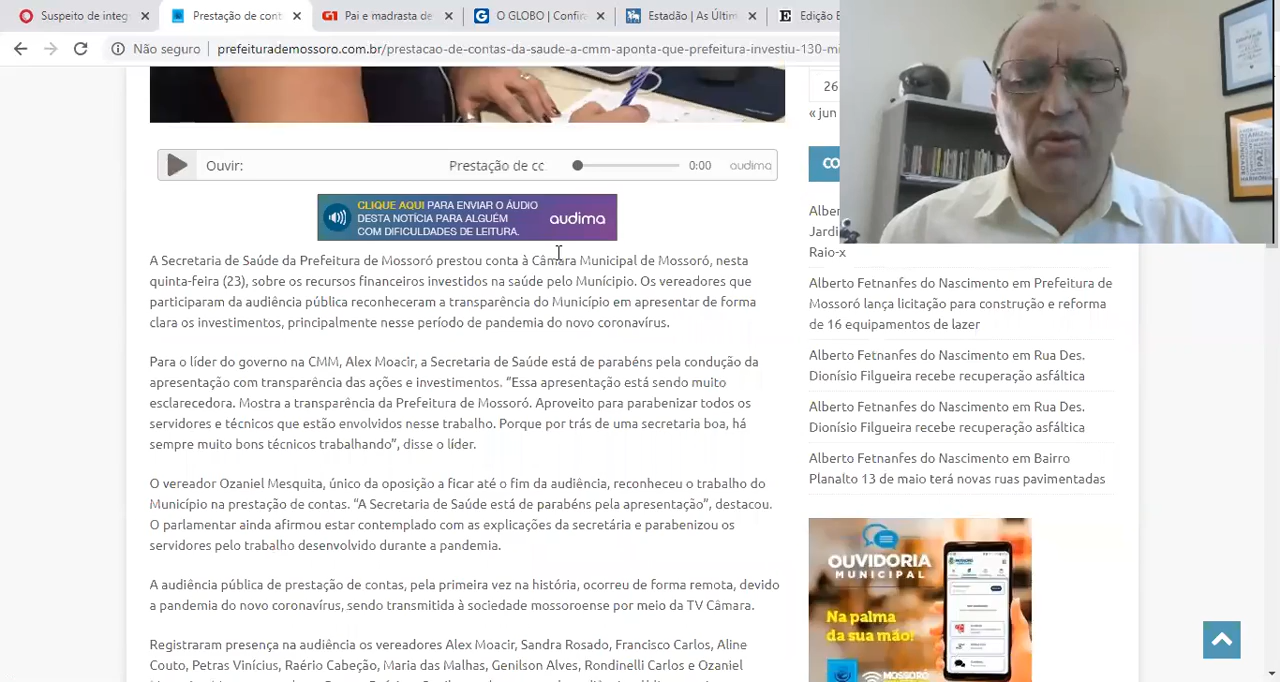 Suspeito de integ
Prestação de cont
Pai e madrasta de
O GLOBO | Confira
Estadão | As Últim
Edição E
Não seguro
prefeiturademossoro.com.br/prestacao-de-contas-da-saude-a-cmm-aponta-que-prefeitura-investiu-130-mi
26
« jun
Ouvir:
Prestação de c
0:00
audima
CLIQUE AQUI PARA ENVIAR O ÁUDIO
DESTA NOTÍCIA PARA ALGUÉM
COM DIFICULDADES DE LEITURA.
audima
A Secretaria de Saúde da Prefeitura de Mossoró prestou conta à Câmara Municipal de Mossoró, nesta
quinta-feira (23), sobre os recursos financeiros investidos na saúde pelo Município. Os vereadores que
participaram da audiência pública reconheceram a transparência do Município em apresentar de forma
clara os investimentos, principalmente nesse período de pandemia do novo coronavírus.
Para o líder do governo na CMM, Alex Moacir, a Secretaria de Saúde está de parabéns pela condução da
apresentação com transparência das ações e investimentos. “Essa apresentação está sendo muito
esclarecedora. Mostra a transparência da Prefeitura de Mossoró. Aproveito para parabenizar todos os
servidores e técnicos que estão envolvidos nesse trabalho. Porque por trás de uma secretaria boa, há
sempre muito bons técnicos trabalhando”, disse o líder.
O vereador Ozaniel Mesquita, único da oposição a ficar até o fim da audiência, reconheceu o trabalho do
Município na prestação de contas. “A Secretaria de Saúde está de parabéns pela apresentação”, destacou.
O parlamentar ainda afirmou estar contemplado com as explicações da secretária e parabenizou os
servidores pelo trabalho desenvolvido durante a pandemia.
A audiência pública de prestação de contas, pela primeira vez, ocorreu de forma remota devido
a pandemia do novo coronavírus, sendo transmitida à sociedade mossoroense por meio da TV Câmara.
Registraram presença na audiência os vereadores Alex Moacir, Sandra Rosado, Francisco Carlos, Aline
Couto, Petras Vinícius, Raério Cabeção, Maria das Malhas, Genilson Alves, Rondinelli Carlos e Ozaniel
CO
Alber
Jardi
Raio-x
Alberto Fetnanfes do Nascimento em Prefeitura de
Mossoró lança licitação para construção e reforma
de 16 equipamentos de lazer
Alberto Fetnanfes do Nascimento em Rua Des.
Dionísio Filgueira recebe recuperação asfáltica
Alberto Fetnanfes do Nascimento em Rua Des.
Dionísio Filgueira recebe recuperação asfáltica
Alberto Fetnanfes do Nascimento em Bairro
Planalto 13 de maio terá novas ruas pavimentadas
OUVIDORIA
MUNICIPAL
Na palma
da sua mão!
MOSSORÓ